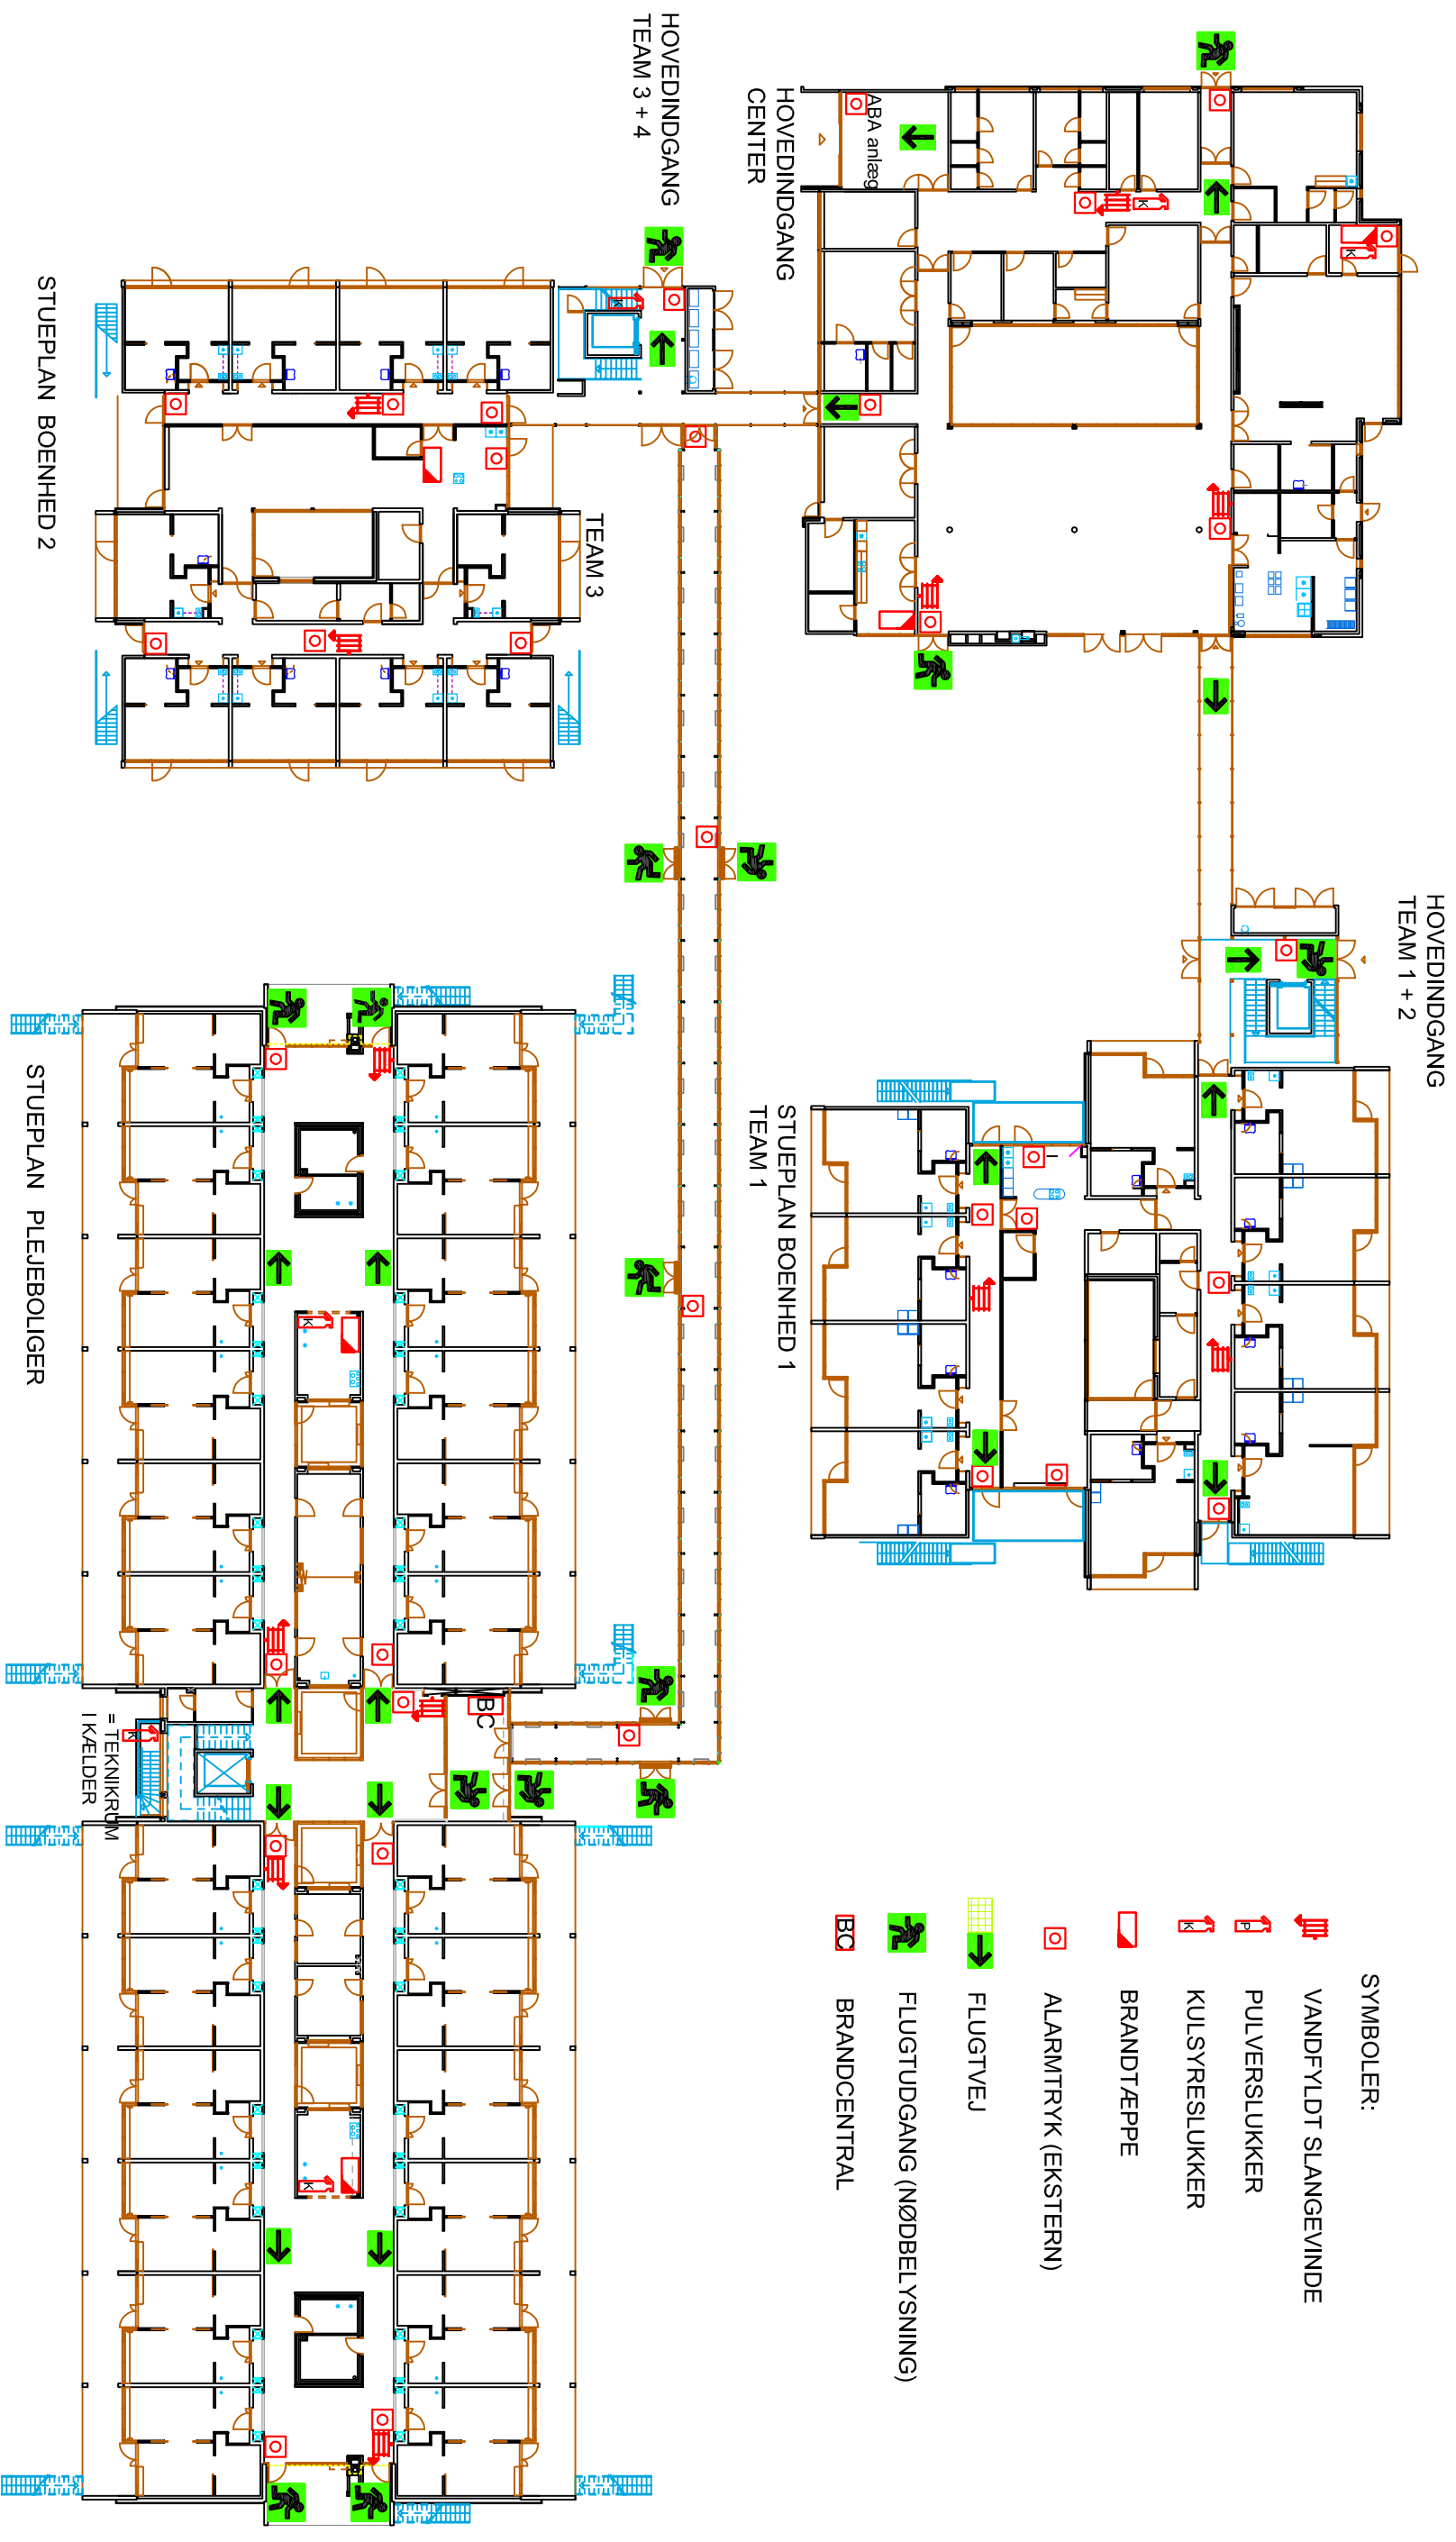 HOVEDINDGANG
TEAM 1 + 2
HOVEDINDGANG
CENTER
ABA anlæg
HOVEDINDGANG
TEAM 3 + 4
STUEPLAN BOENHED 1
TEAM 1
TEAM 3
STUEPLAN BOENHED 2
STUEPLAN PLEJEBOLIGER
= TEKNIKRUM
I KÆLDER
BC
K
K
K
K
K
K
SYMBOLER:
VANDFYLDT SLANGEVINDE
P PULVERSLUKKER
K KULSYRESLUKKER
BRANDTÆPPE
ALARMTRYK (EKSTERN)
FLUGTVEJ
FLUGTUDGANG (NØDBELYSNING)
BC BRANDCENTRAL